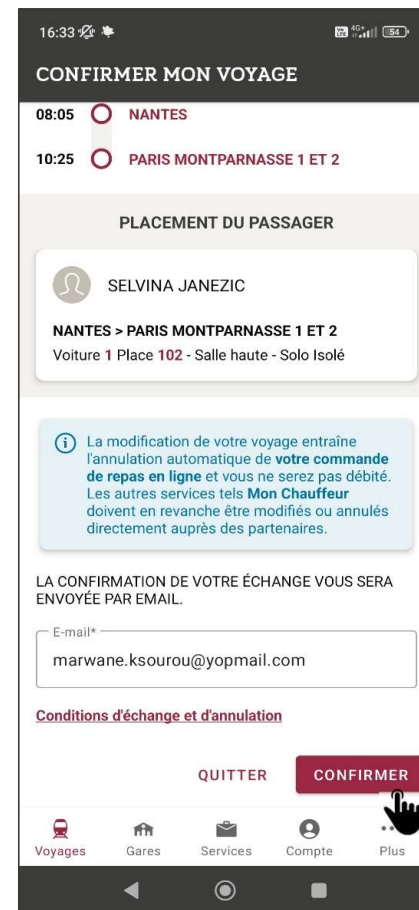 16:33
4G+
54
CONFIRMER MON VOYAGE
08:05 NANTES
10:25 PARIS MONTPARNASSE 1 ET 2
PLACEMENT DU PASSAGER
SELVINA JANEZIC
NANTES > PARIS MONTPARNASSE 1 ET 2
Voiture 1 Place 102 - Salle haute - Solo Isolé
La modification de votre voyage entraîne
l'annulation automatique de votre commande
de repas en ligne et vous ne serez pas débité.
Les autres services tels Mon Chauffeur
doivent en revanche être modifiés ou annulés
directement auprès des partenaires.
LA CONFIRMATION DE VOTRE ÉCHANGE VOUS SERA
ENVOYÉE PAR EMAIL.
E-mail*
marwane.ksourou@yopmail.com
Conditions d'échange et d'annulation
QUITTER CONFIRMER
Voyages Gares Services Compte Plus